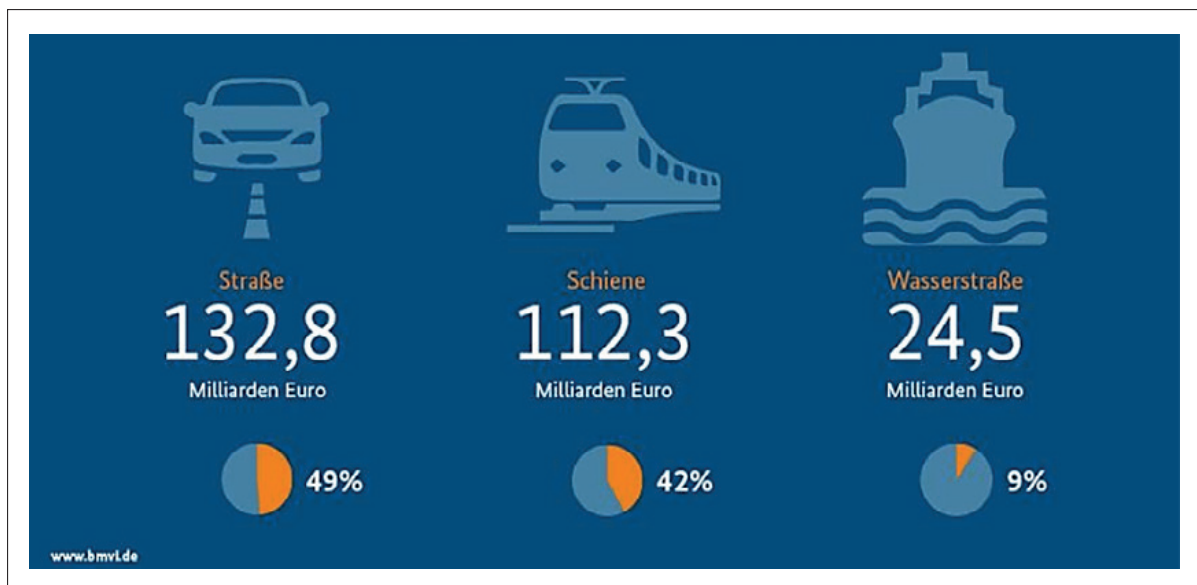 Straße
132,8
Milliarden Euro
49%
Schiene
112,3
Milliarden Euro
42%
Wasserstraße
24,5
Milliarden Euro
9%
www.bmvi.de